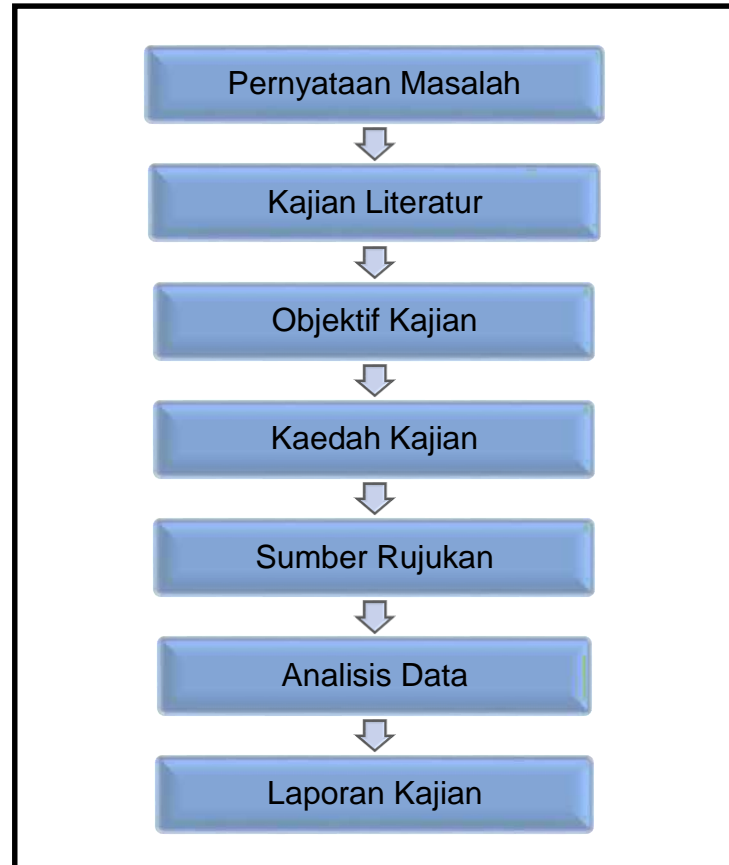 Pernyataan Masalah
Kajian Literatur
Objektif Kajian
Kaedah Kajian
Sumber Rujukan
Analisis Data
Laporan Kajian